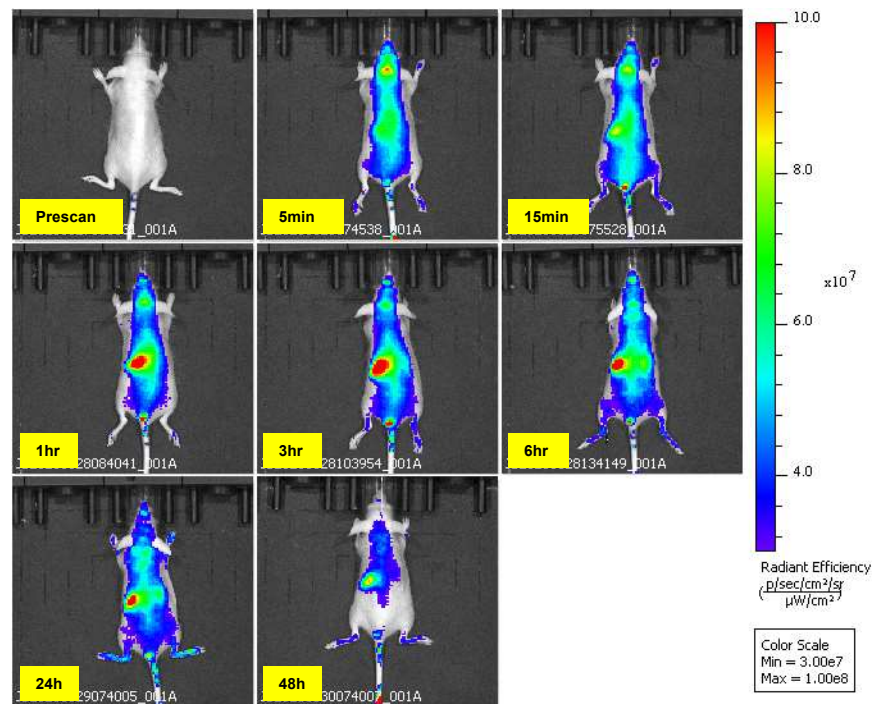 Prescan
31_001A
5min
74538_001A
15min
75528_001A
1hr
28084041_001A
3hr
28103954_001A
6hr
28134149_001A
24h
29074005_001A
48h
_001A
10.0
8.0
x10⁷
6.0
4.0
Radiant Efficiency
(p/sec/cm²/sr
µW/cm²)
Color Scale
Min = 3.00e7
Max = 1.00e8